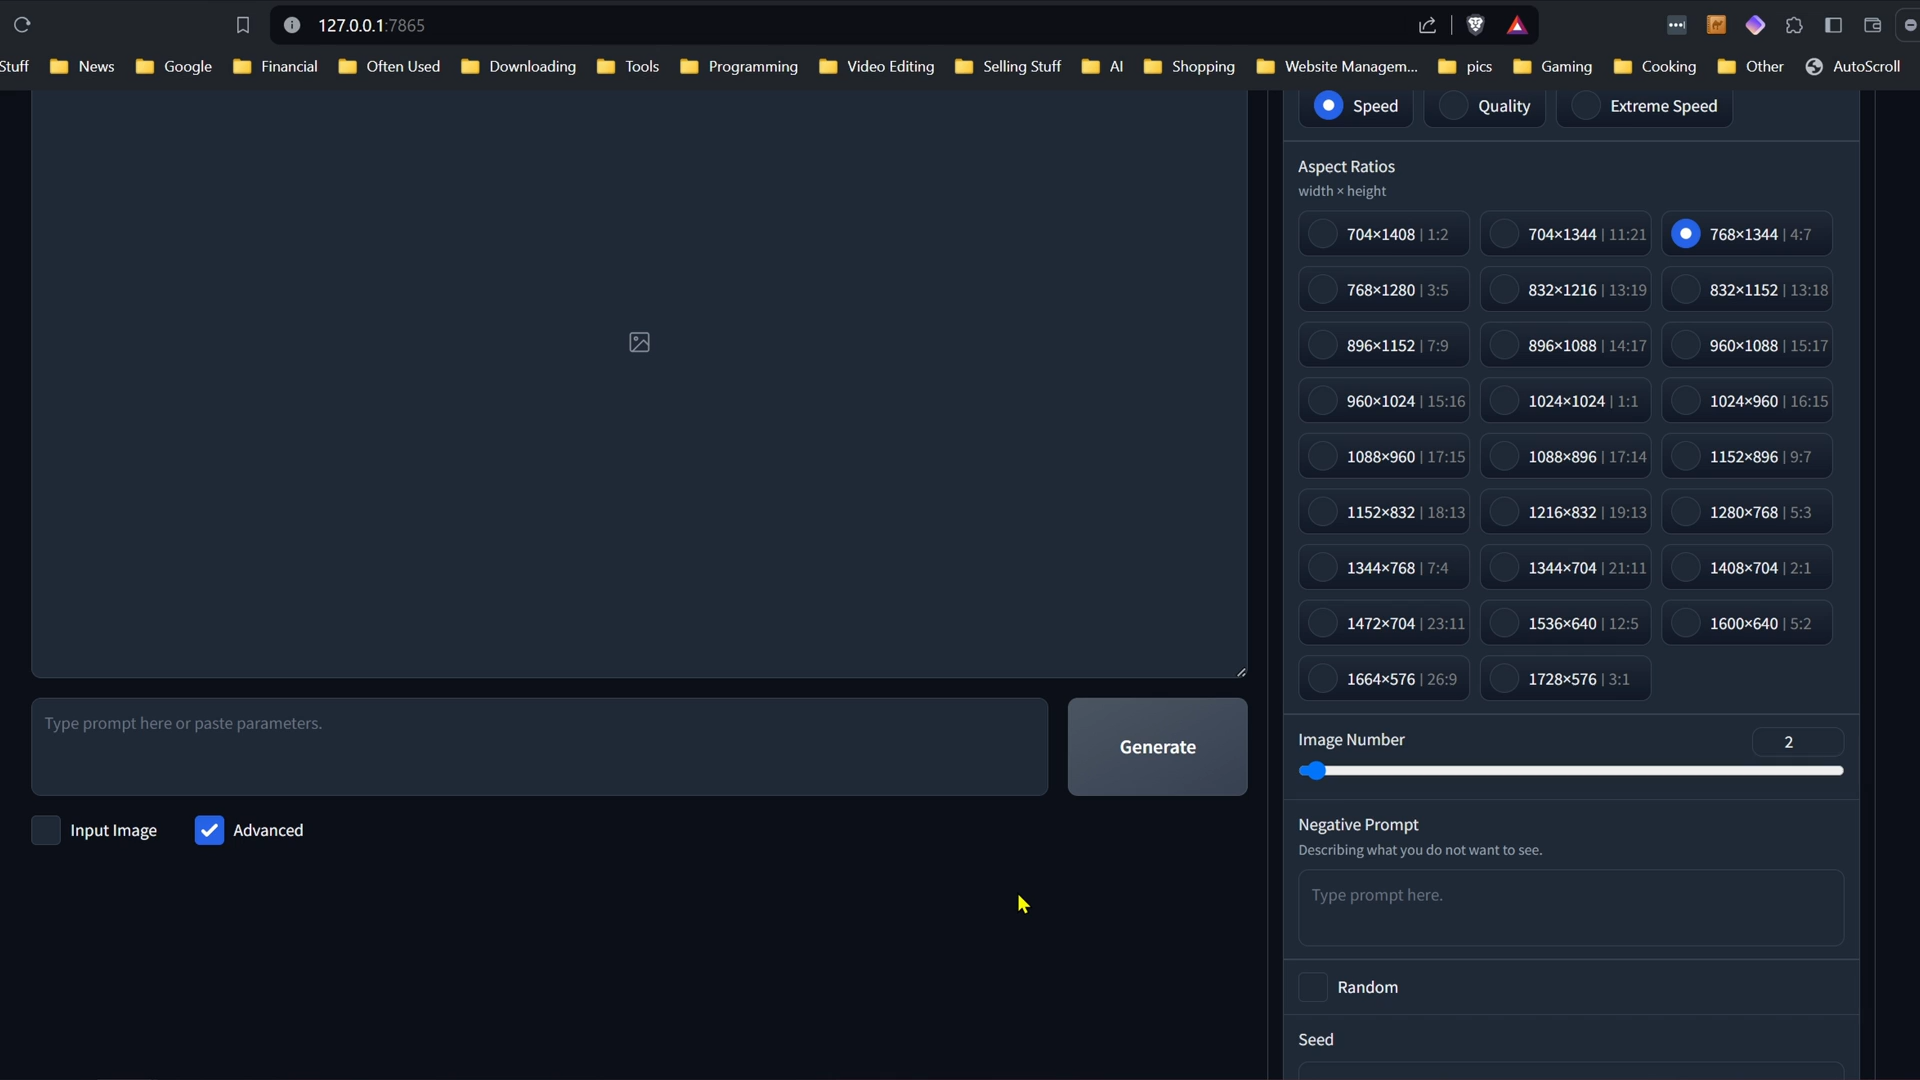 127.0.0.1:7865
Stuff News Google Financial Often Used Downloading Tools Programming Video Editing Selling Stuff AI Shopping Website Managem... pics Gaming Cooking Other AutoScroll
Speed Quality Extreme Speed
Aspect Ratios
width × height
704×1408 | 1:2 704×1344 | 11:21 768×1344 | 4:7
768×1280 | 3:5 832×1216 | 13:19 832×1152 | 13:18
896×1152 | 7:9 896×1088 | 14:17 960×1088 | 15:17
960×1024 | 15:16 1024×1024 | 1:1 1024×960 | 16:15
1088×960 | 17:15 1088×896 | 17:14 1152×896 | 9:7
1152×832 | 18:13 1216×832 | 19:13 1280×768 | 5:3
1344×768 | 7:4 1344×704 | 21:11 1408×704 | 2:1
1472×704 | 23:11 1536×640 | 12:5 1600×640 | 5:2
1664×576 | 26:9 1728×576 | 3:1
Type prompt here or paste parameters.
Generate
Input Image Advanced
Image Number 2
Negative Prompt
Describing what you do not want to see.
Type prompt here.
Random
Seed